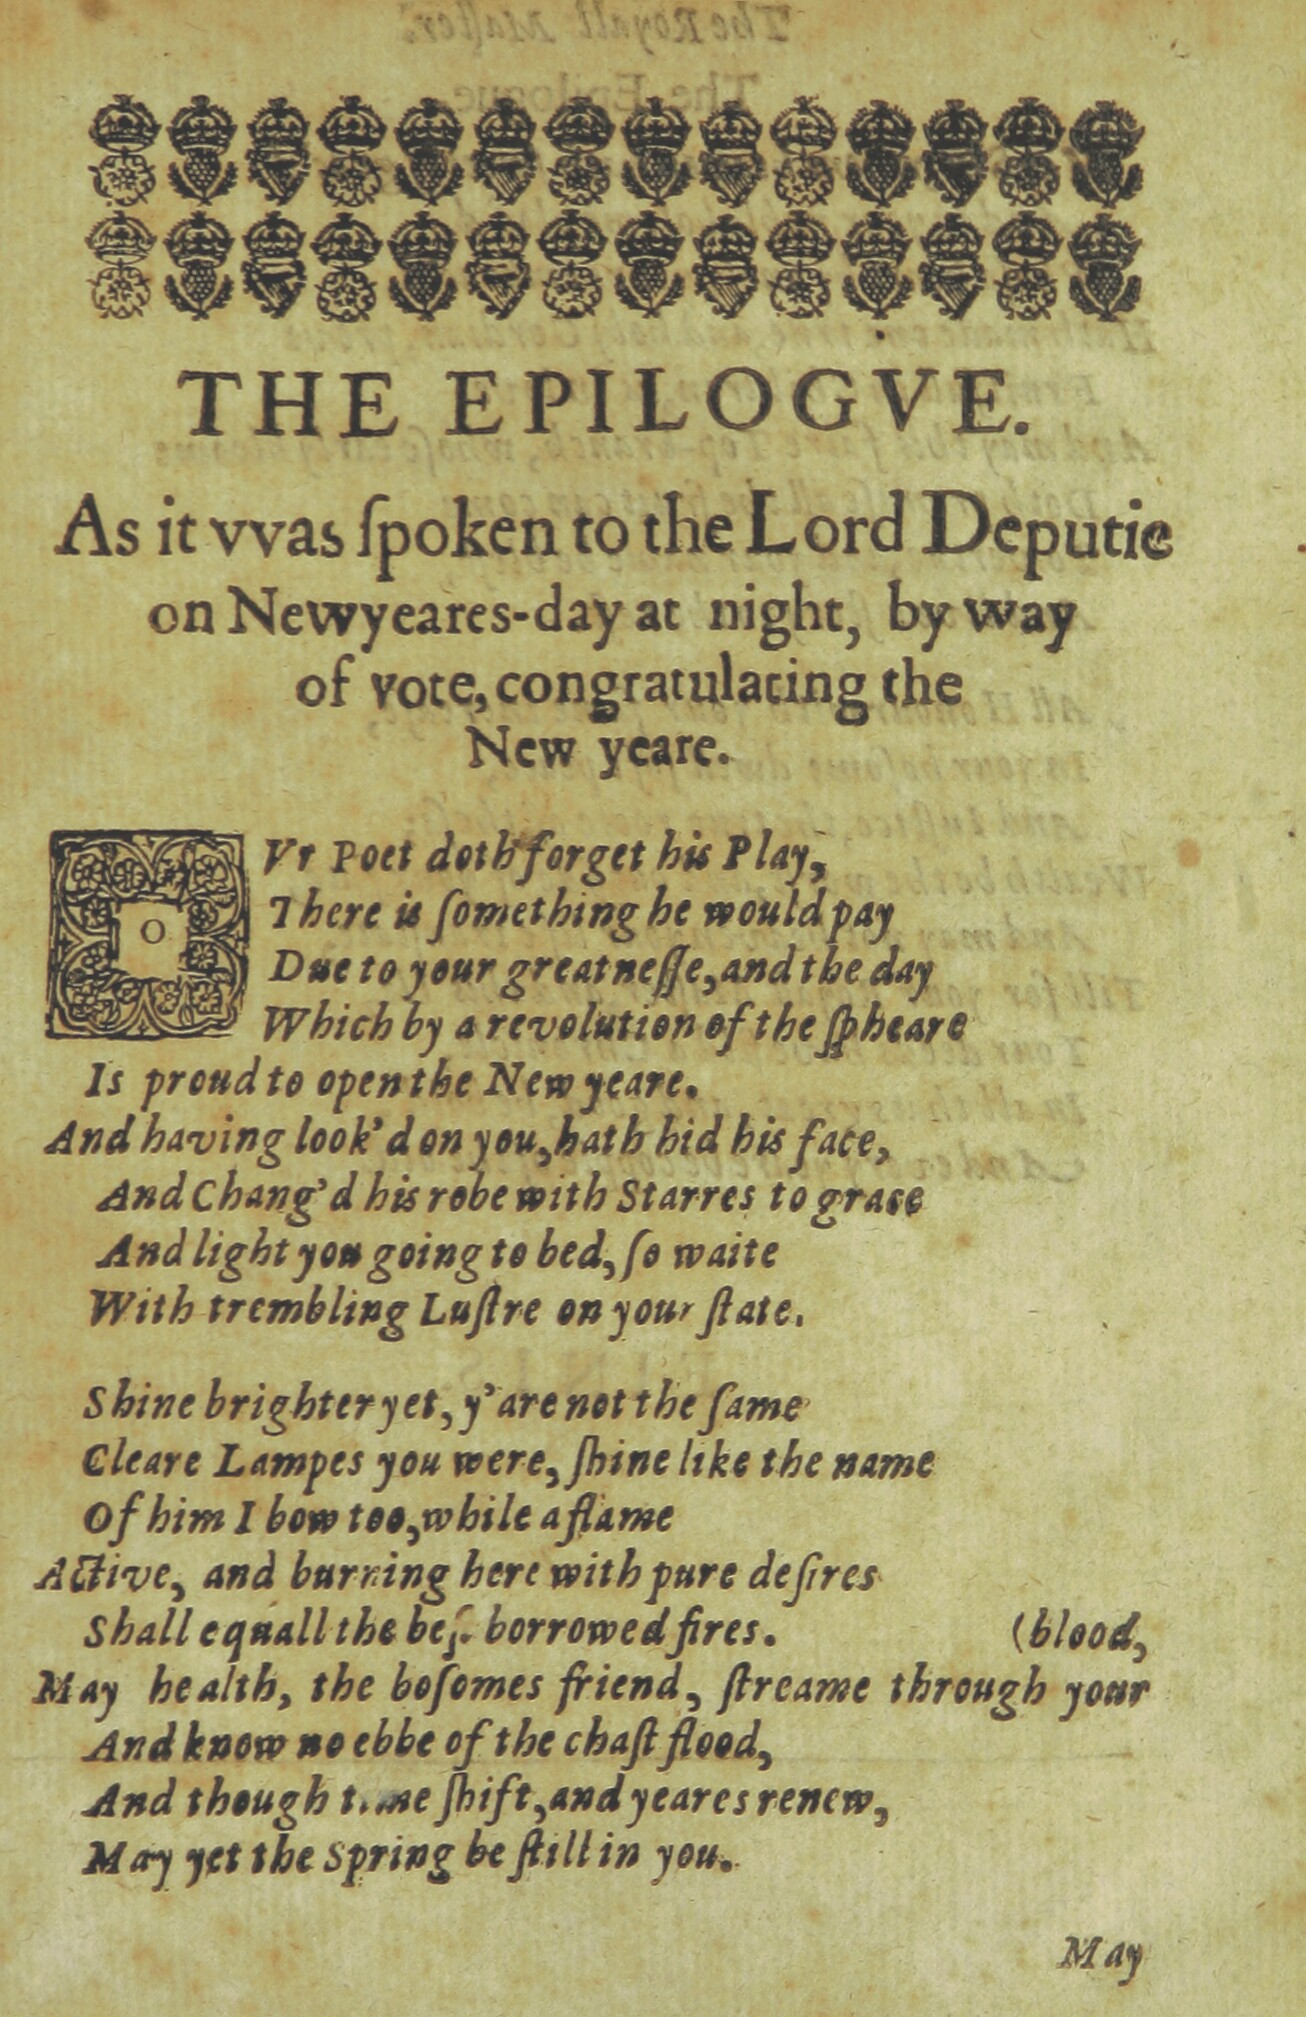 THE EPILOGVE.
As it vvas ſpoken to the Lord Deputie
on Newyeares-day at night, by way
of vote, congratulating the
New yeare.
OVr Poet doth forget his Play,
There is ſomething he would pay
Due to your greatneſſe, and the day
Which by a revolution of the ſpheare
Is proud to open the New yeare.
And having look'd on you, hath hid his face,
And Chang'd his robe with Starres to grace
And light you going to bed, ſo waite
With trembling Luſtre on your ſtate.
Shine brighter yet, y'are not the ſame
Cleare Lampes you were, ſhine like the name
Of him I bow too, while a flame
Active, and burning here with pure deſires
Shall equall the beſt borrowed fires. (blood,
May health, the boſomes friend, ſtreame through your
And know no ebbe of the chaſt flood,
And though time ſhift, and yeares renew,
May yet the Spring be ſtill in you.
May